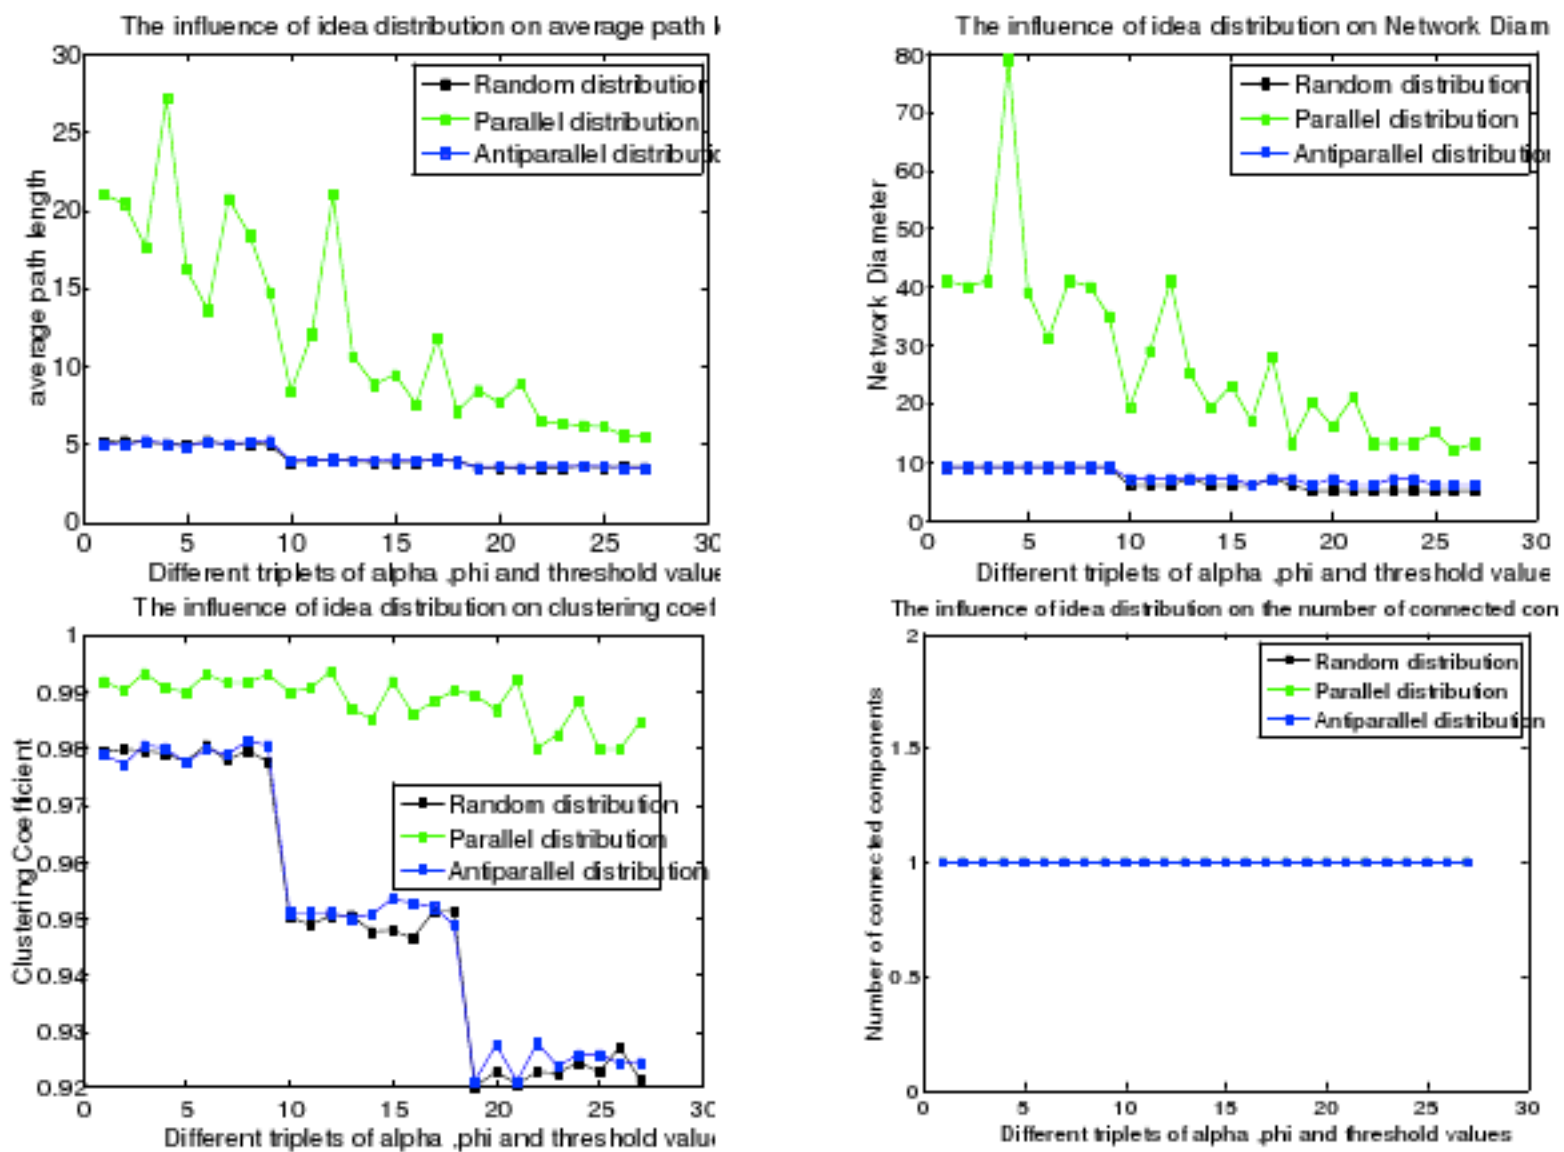 The influence of idea distribution on average path l
30
25
20
15
10
5
0
average path length
Random distribution
Parallel distribution
Antiparallel distributio
0 5 10 15 20 25 30
Different triplets of alpha ,phi and threshold value
The influence of idea distribution on Network Diam
80
70
60
50
40
30
20
10
0
Network Diameter
Random distribution
Parallel distribution
Antiparallel distribution
0 5 10 15 20 25 30
Different triplets of alpha ,phi and threshold value
The influence of idea distribution on clustering coef
1
0.99
0.98
0.97
0.96
0.95
0.94
0.93
0.92
Clustering Coefficient
Random distribution
Parallel distribution
Antiparallel distribution
0 5 10 15 20 25 30
Different triplets of alpha ,phi and threshold value
The influence of idea distribution on the number of connected con
2
1.5
1
0.5
0
Number of connected components
Random distribution
Parallel distribution
Antiparallel distribution
0 5 10 15 20 25 30
Different triplets of alpha ,phi and threshold values